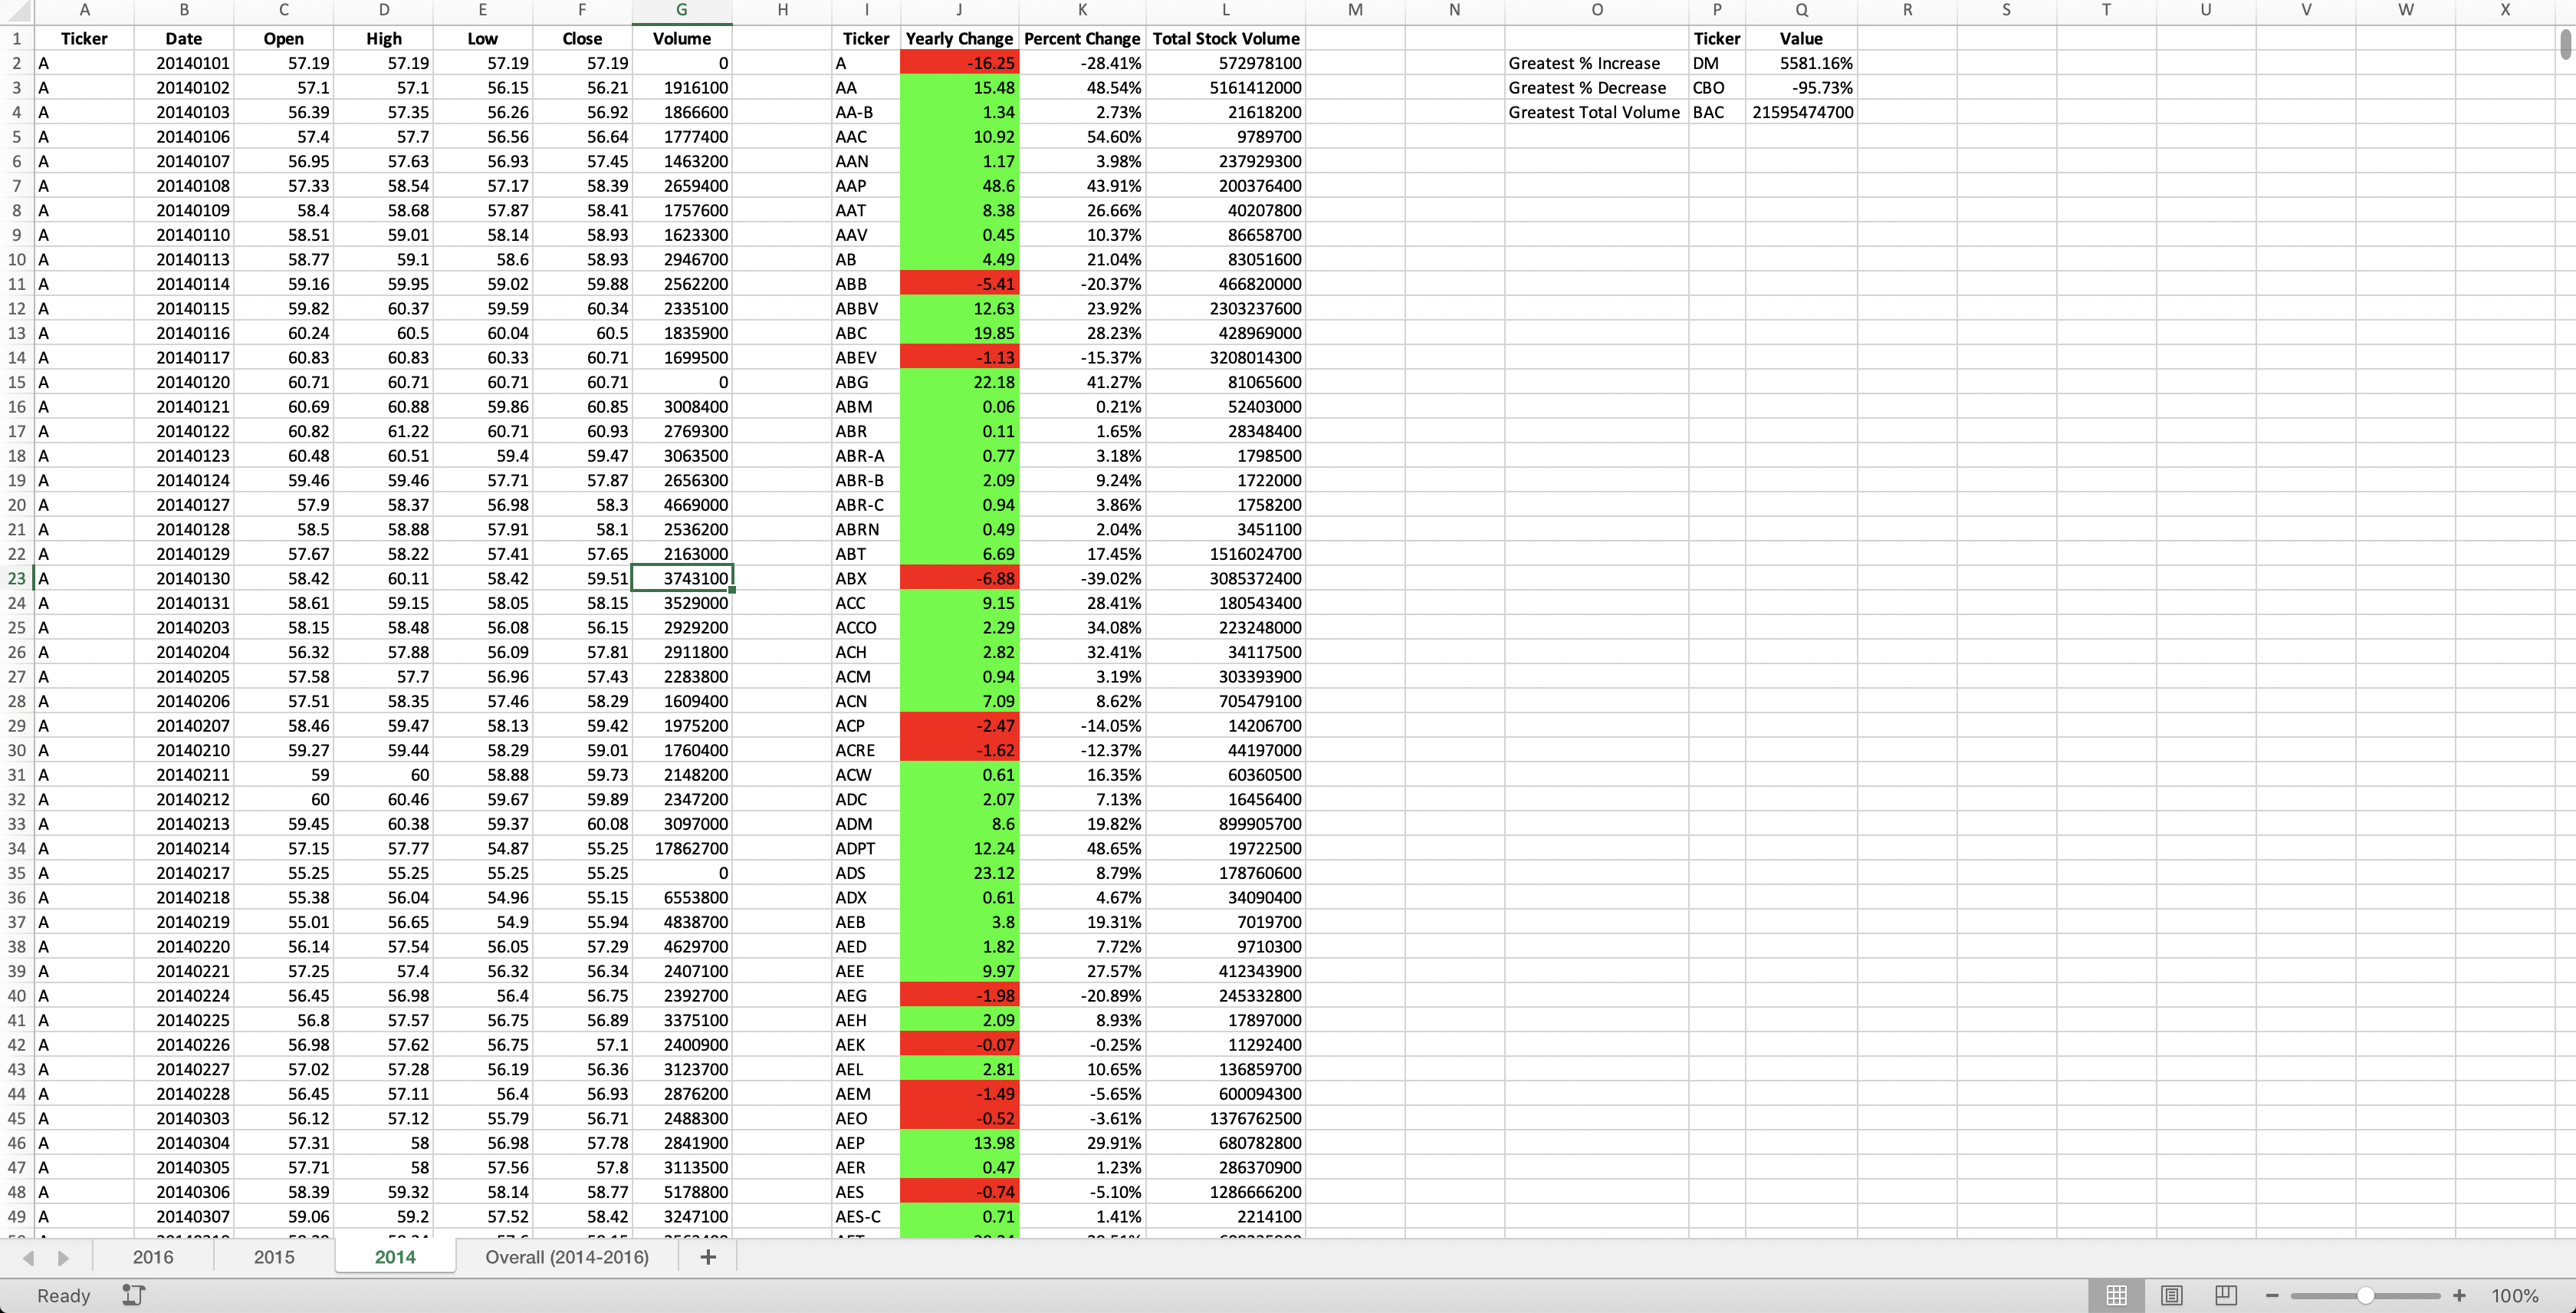 A B C D E F G H I J K L M N O P Q R S T U V W X
1 Ticker Date Open High Low Close Volume Ticker Yearly Change Percent Change Total Stock Volume Ticker Value
2 A 20140101 57.19 57.19 57.19 57.19 0 A -16.25 -28.41% 572978100 Greatest % Increase DM 5581.16%
3 A 20140102 57.1 57.1 56.15 56.21 1916100 AA 15.48 48.54% 5161412000 Greatest % Decrease CBO -95.73%
4 A 20140103 56.39 57.35 56.26 56.92 1866600 AA-B 1.34 2.73% 21618200 Greatest Total Volume BAC 21595474700
5 A 20140106 57.4 57.7 56.56 56.64 1777400 AAC 10.92 54.60% 9789700
6 A 20140107 56.95 57.63 56.93 57.45 1463200 AAN 1.17 3.98% 237929300
7 A 20140108 57.33 58.54 57.17 58.39 2659400 AAP 48.6 43.91% 200376400
8 A 20140109 58.4 58.68 57.87 58.41 1757600 AAT 8.38 26.66% 40207800
9 A 20140110 58.51 59.01 58.14 58.93 1623300 AAV 0.45 10.37% 86658700
10 A 20140113 58.77 59.1 58.6 58.93 2946700 AB 4.49 21.04% 83051600
11 A 20140114 59.16 59.95 59.02 59.88 2562200 ABB -5.41 -20.37% 466820000
12 A 20140115 59.82 60.37 59.59 60.34 2335100 ABBV 12.63 23.92% 2303237600
13 A 20140116 60.24 60.5 60.04 60.5 1835900 ABC 19.85 28.23% 428969000
14 A 20140117 60.83 60.83 60.33 60.71 1699500 ABEV -1.13 -15.37% 3208014300
15 A 20140120 60.71 60.71 60.71 60.71 0 ABG 22.18 41.27% 81065600
16 A 20140121 60.69 60.88 59.86 60.85 3008400 ABM 0.06 0.21% 52403000
17 A 20140122 60.82 61.22 60.71 60.93 2769300 ABR 0.11 1.65% 28348400
18 A 20140123 60.48 60.51 59.4 59.47 3063500 ABR-A 0.77 3.18% 1798500
19 A 20140124 59.46 59.46 57.71 57.87 2656300 ABR-B 2.09 9.24% 1722000
20 A 20140127 57.9 58.37 56.98 58.3 4669000 ABR-C 0.94 3.86% 1758200
21 A 20140128 58.5 58.88 57.91 58.1 2536200 ABRN 0.49 2.04% 3451100
22 A 20140129 57.67 58.22 57.41 57.65 2163000 ABT 6.69 17.45% 1516024700
23 A 20140130 58.42 60.11 58.42 59.51 3743100 ABX -6.88 -39.02% 3085372400
24 A 20140131 58.61 59.15 58.05 58.15 3529000 ACC 9.15 28.41% 180543400
25 A 20140203 58.15 58.48 56.08 56.15 2929200 ACCO 2.29 34.08% 223248000
26 A 20140204 56.32 57.88 56.09 57.81 2911800 ACH 2.82 32.41% 34117500
27 A 20140205 57.58 57.7 56.96 57.43 2283800 ACM 0.94 3.19% 303393900
28 A 20140206 57.51 58.35 57.46 58.29 1609400 ACN 7.09 8.62% 705479100
29 A 20140207 58.46 59.47 58.13 59.42 1975200 ACP -2.47 -14.05% 14206700
30 A 20140210 59.27 59.44 58.29 59.01 1760400 ACRE -1.62 -12.37% 44197000
31 A 20140211 59 60 58.88 59.73 2148200 ACW 0.61 16.35% 60360500
32 A 20140212 60 60.46 59.67 59.89 2347200 ADC 2.07 7.13% 16456400
33 A 20140213 59.45 60.38 59.37 60.08 3097000 ADM 8.6 19.82% 899905700
34 A 20140214 57.15 57.77 54.87 55.25 17862700 ADPT 12.24 48.65% 19722500
35 A 20140217 55.25 55.25 55.25 55.25 0 ADS 23.12 8.79% 178760600
36 A 20140218 55.38 56.04 54.96 55.15 6553800 ADX 0.61 4.67% 34090400
37 A 20140219 55.01 56.65 54.9 55.94 4838700 AEB 3.8 19.31% 7019700
38 A 20140220 56.14 57.54 56.05 57.29 4629700 AED 1.82 7.72% 9710300
39 A 20140221 57.25 57.4 56.32 56.34 2407100 AEE 9.97 27.57% 412343900
40 A 20140224 56.45 56.98 56.4 56.75 2392700 AEG -1.98 -20.89% 245332800
41 A 20140225 56.8 57.57 56.75 56.89 3375100 AEH 2.09 8.93% 17897000
42 A 20140226 56.98 57.62 56.75 57.1 2400900 AEK -0.07 -0.25% 11292400
43 A 20140227 57.02 57.28 56.19 56.36 3123700 AEL 2.81 10.65% 136859700
44 A 20140228 56.45 57.11 56.4 56.93 2876200 AEM -1.49 -5.65% 600094300
45 A 20140303 56.12 57.12 55.79 56.71 2488300 AEO -0.52 -3.61% 1376762500
46 A 20140304 57.31 58 56.98 57.78 2841900 AEP 13.98 29.91% 680782800
47 A 20140305 57.71 58 57.56 57.8 3113500 AER 0.47 1.23% 286370900
48 A 20140306 58.39 59.32 58.14 58.77 5178800 AES -0.74 -5.10% 1286666200
49 A 20140307 59.06 59.2 57.52 58.42 3247100 AES-C 0.71 1.41% 2214100
2016 2015 2014 Overall (2014-2016) +
Ready 100%